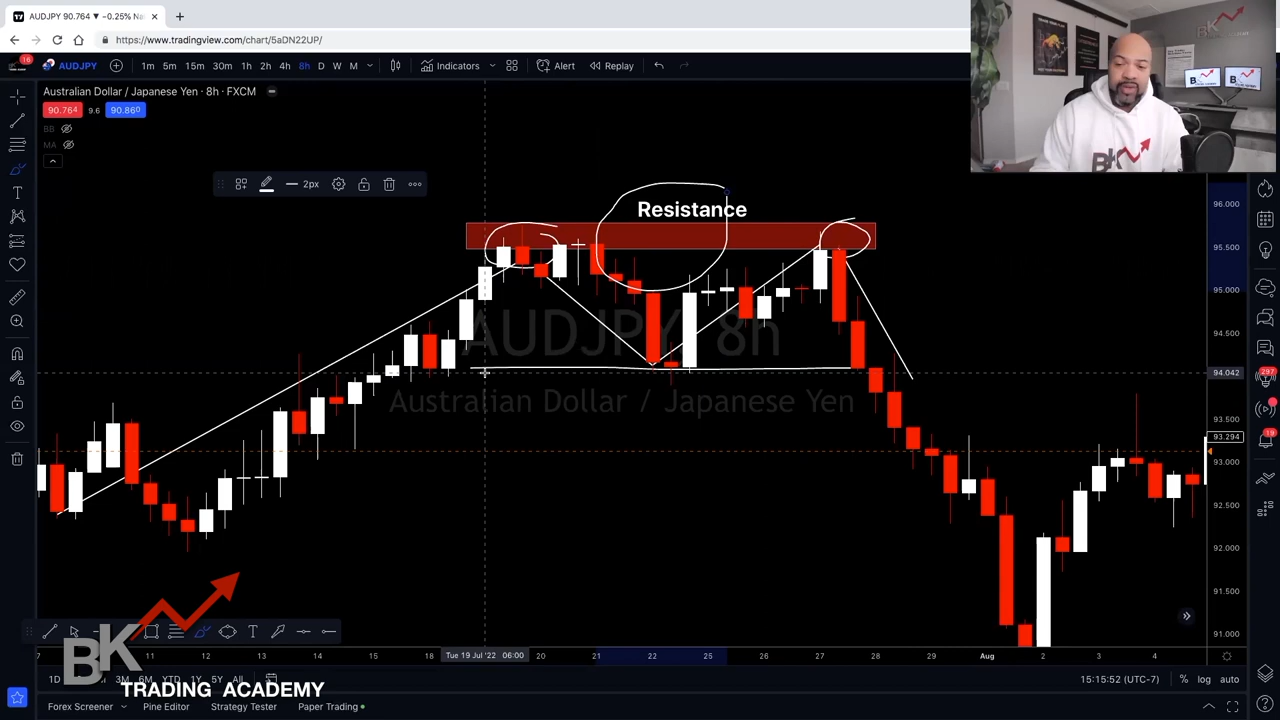 AUDJPY 90.764 ▼ −0.25%
https://www.tradingview.com/chart/5aDN22UP/
16
AUDJPY
1m 5m 15m 30m 1h 2h 4h 8h D W M
Indicators
Alert
Replay
Australian Dollar / Japanese Yen · 8h · FXCM
90.764 9.6 90.860
BB
MA
2px
Resistance
AUDJPY, 8h
Australian Dollar / Japanese Yen
96.000
95.500
95.000
94.500
94.042
93.500
93.294
93.000
92.500
92.000
91.500
91.000
297
19
BK
11 12 13 14 15 18 Tue 19 Jul '22 06:00 20 21 22 25 26 27 28 29 Aug 2 3 4
1D 3M 6M 1Y 5Y All
15:15:52 (UTC-7)
% log auto
BK
TRADING ACADEMY
Forex Screener
Pine Editor
Strategy Tester
Paper Trading